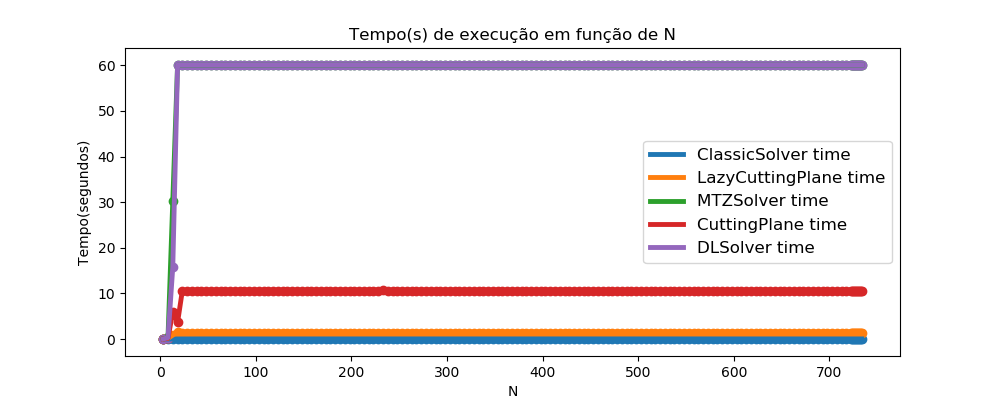 Tempo(s) de execução em função de N
60
50
40
30
20
10
0
Tempo(segundos)
ClassicSolver time
LazyCuttingPlane time
MTZSolver time
CuttingPlane time
DLSolver time
0 100 200 300 400 500 600 700
N